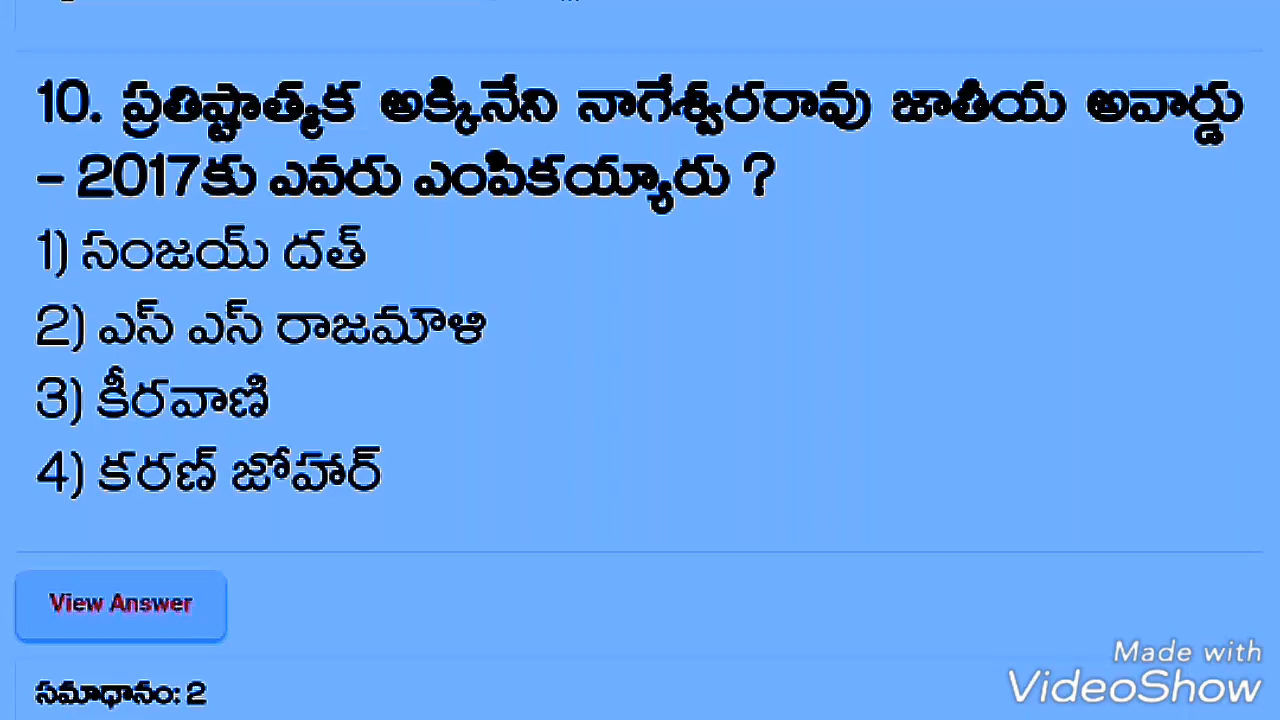 10. ప్రతిష్టాత్మక అక్కినేని నాగేశ్వరరావు జాతీయ అవార్డు
- 2017కు ఎవరు ఎంపికయ్యారు ?
1) సంజయ్ దత్
2) ఎస్ ఎస్ రాజమౌళి
3) కీరవాణి
4) కరణ్ జోహార్
View Answer
Made with
VideoShow
సమాధానం: 2